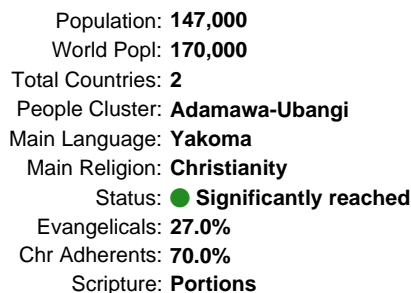 Population: 147,000
World Popl: 170,000
Total Countries: 2
People Cluster: Adamawa-Ubangi
Main Language: Yakoma
Main Religion: Christianity
Status: Significantly reached
Evangelicals: 27.0%
Chr Adherents: 70.0%
Scripture: Portions